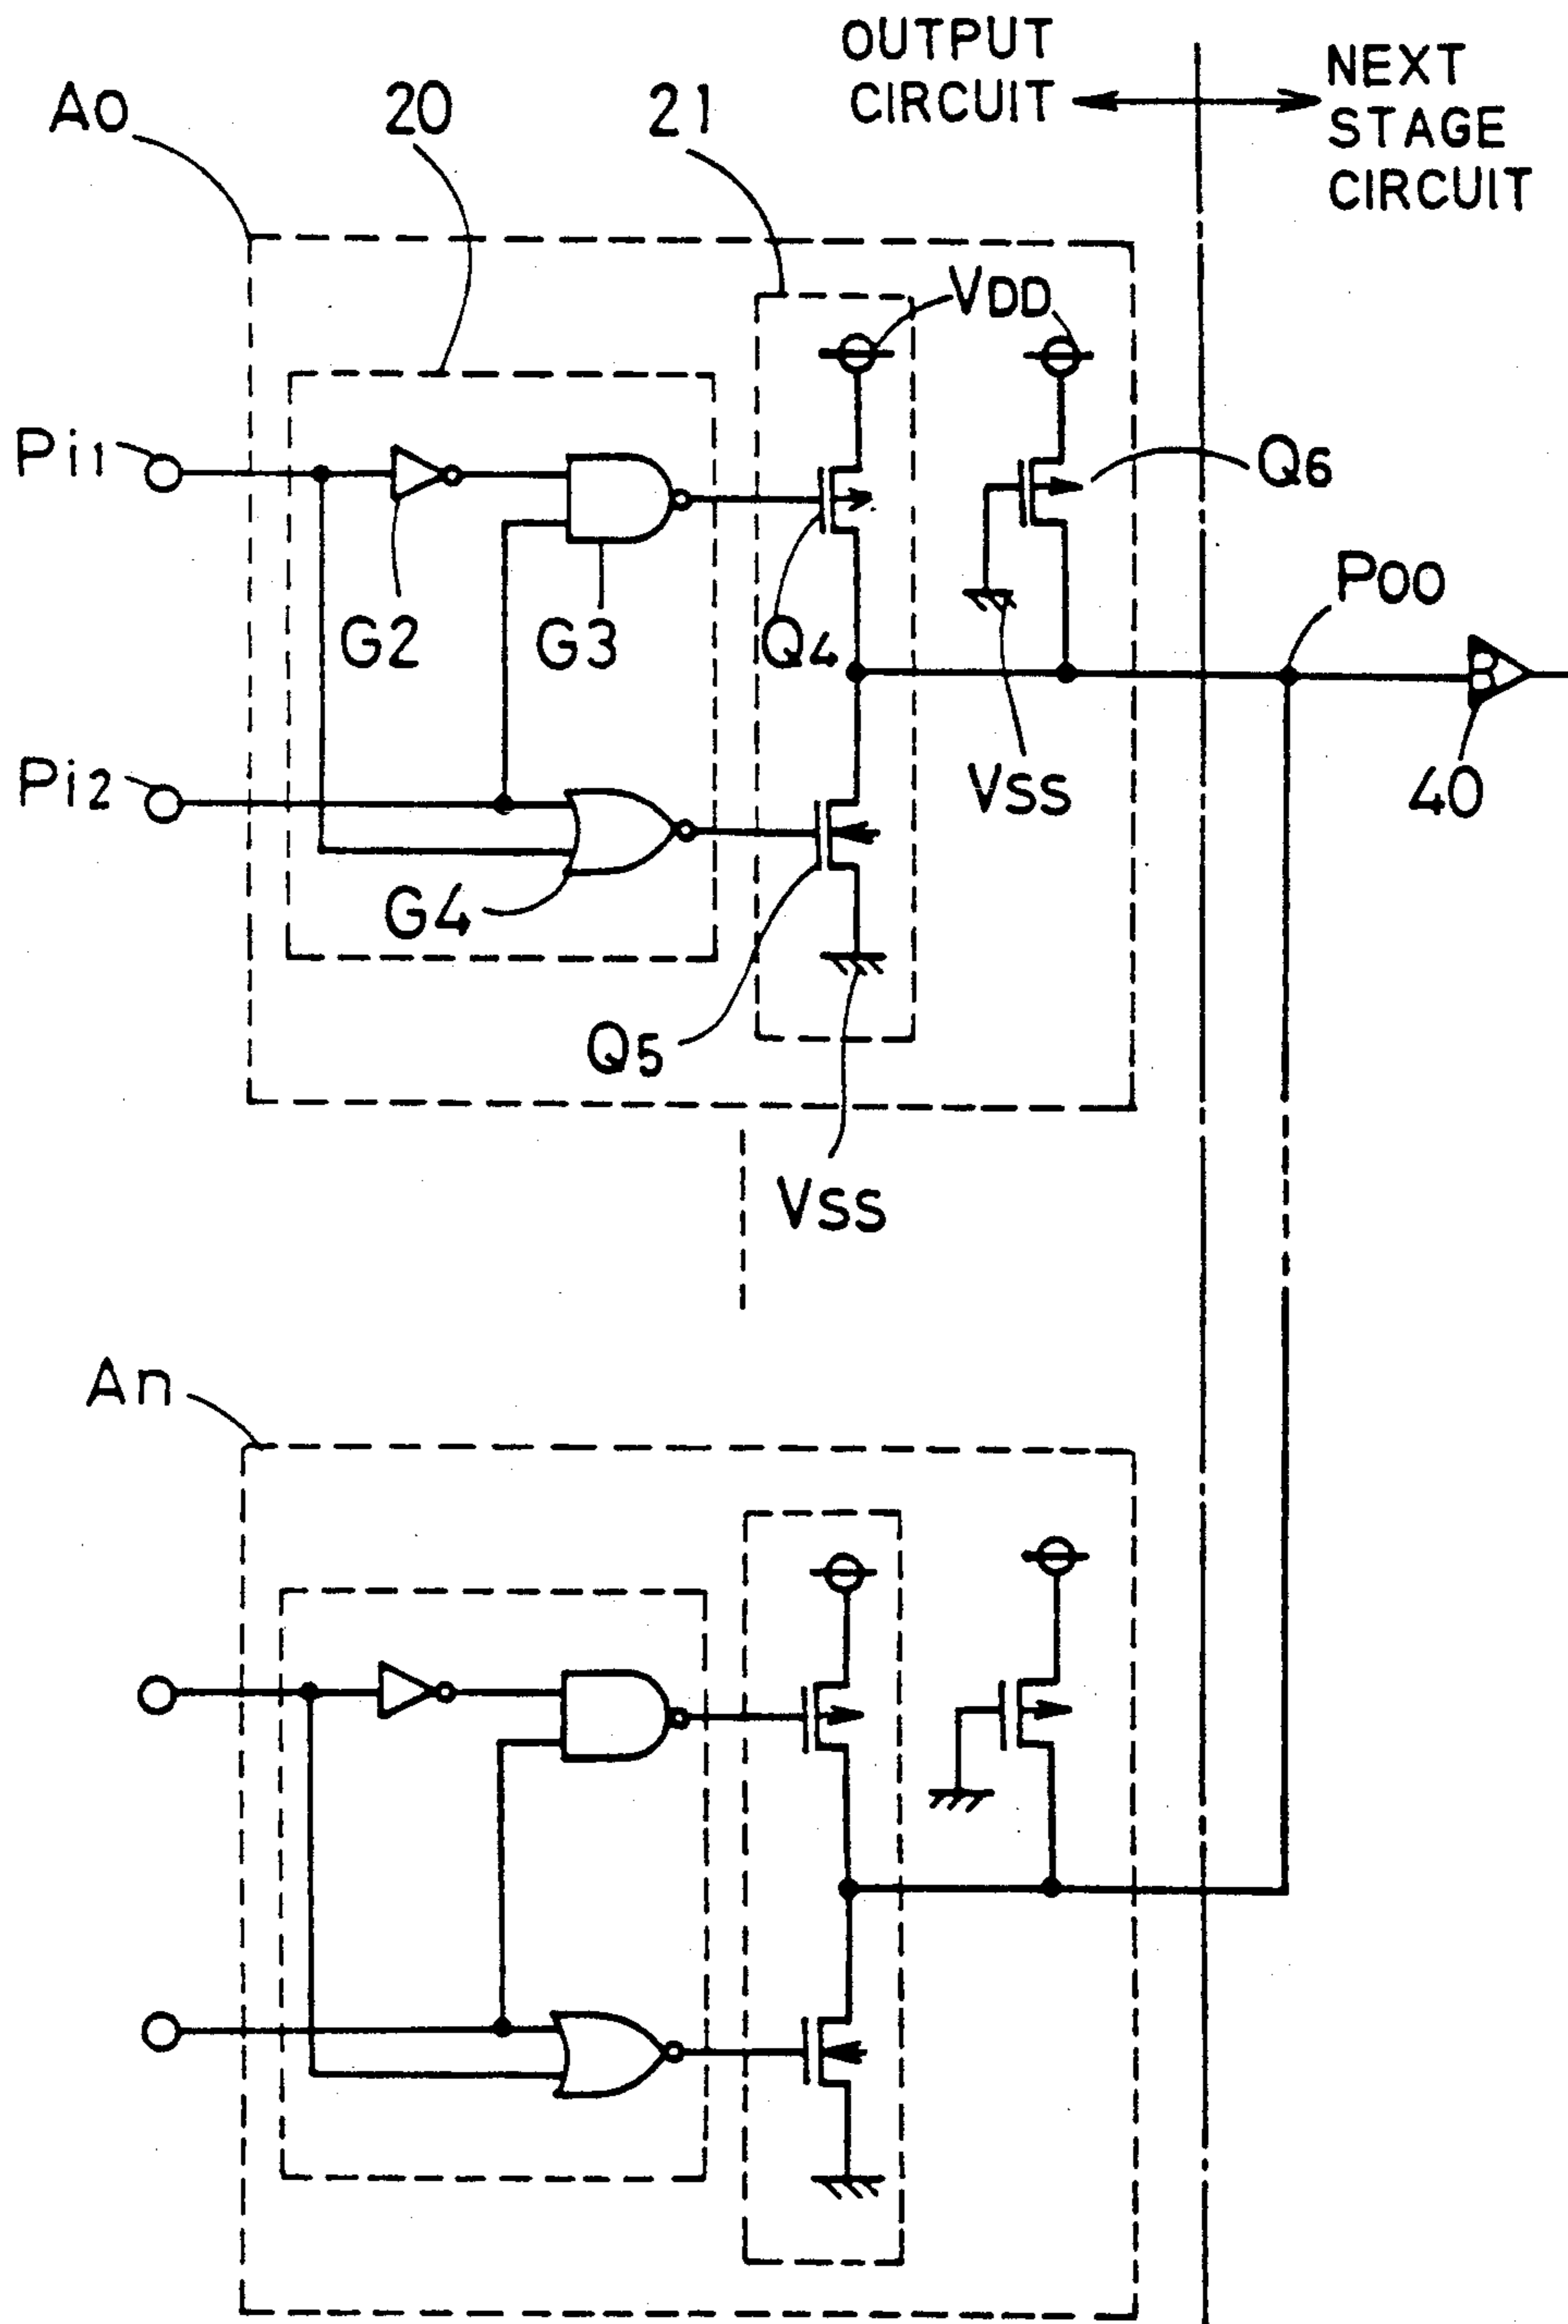 OUTPUT
CIRCUIT
NEXT
STAGE
CIRCUIT
A0
20
21
VDD
Pi1
Q6
G2
G3
Q4
P00
B
40
VSS
Pi2
G4
Q5
VSS
An